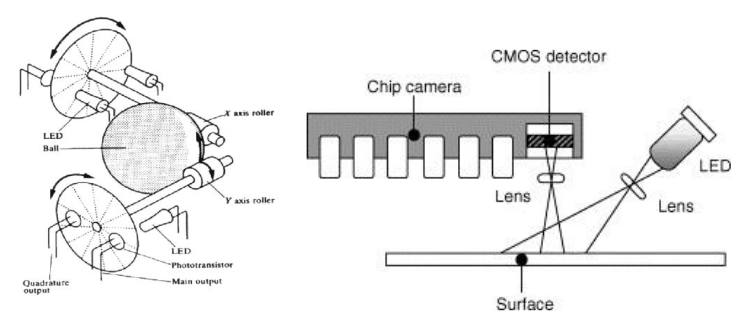 LED
Ball
X axis roller
Y axis roller
LED
Phototransistor
Quadrature
output
Main output
CMOS detector
Chip camera
LED
Lens
Lens
Surface